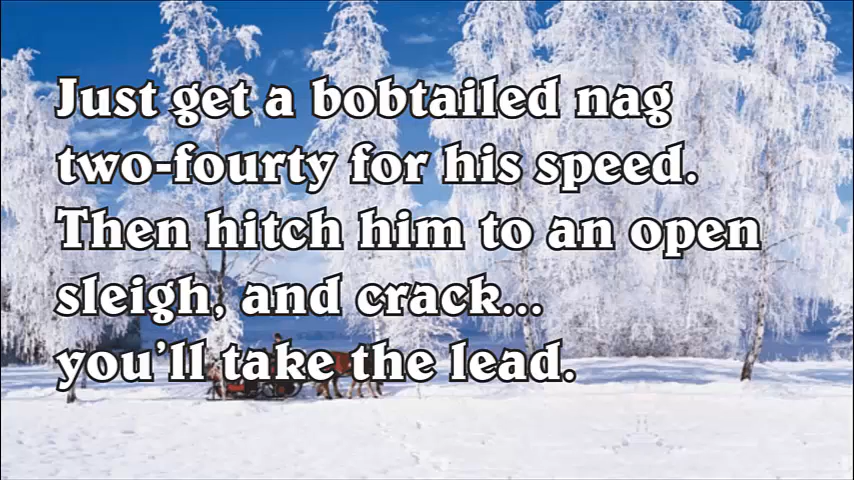 Just get a bobtailed nag
two-fourty for his speed.
Then hitch him to an open
sleigh, and crack...
you'll take the lead.